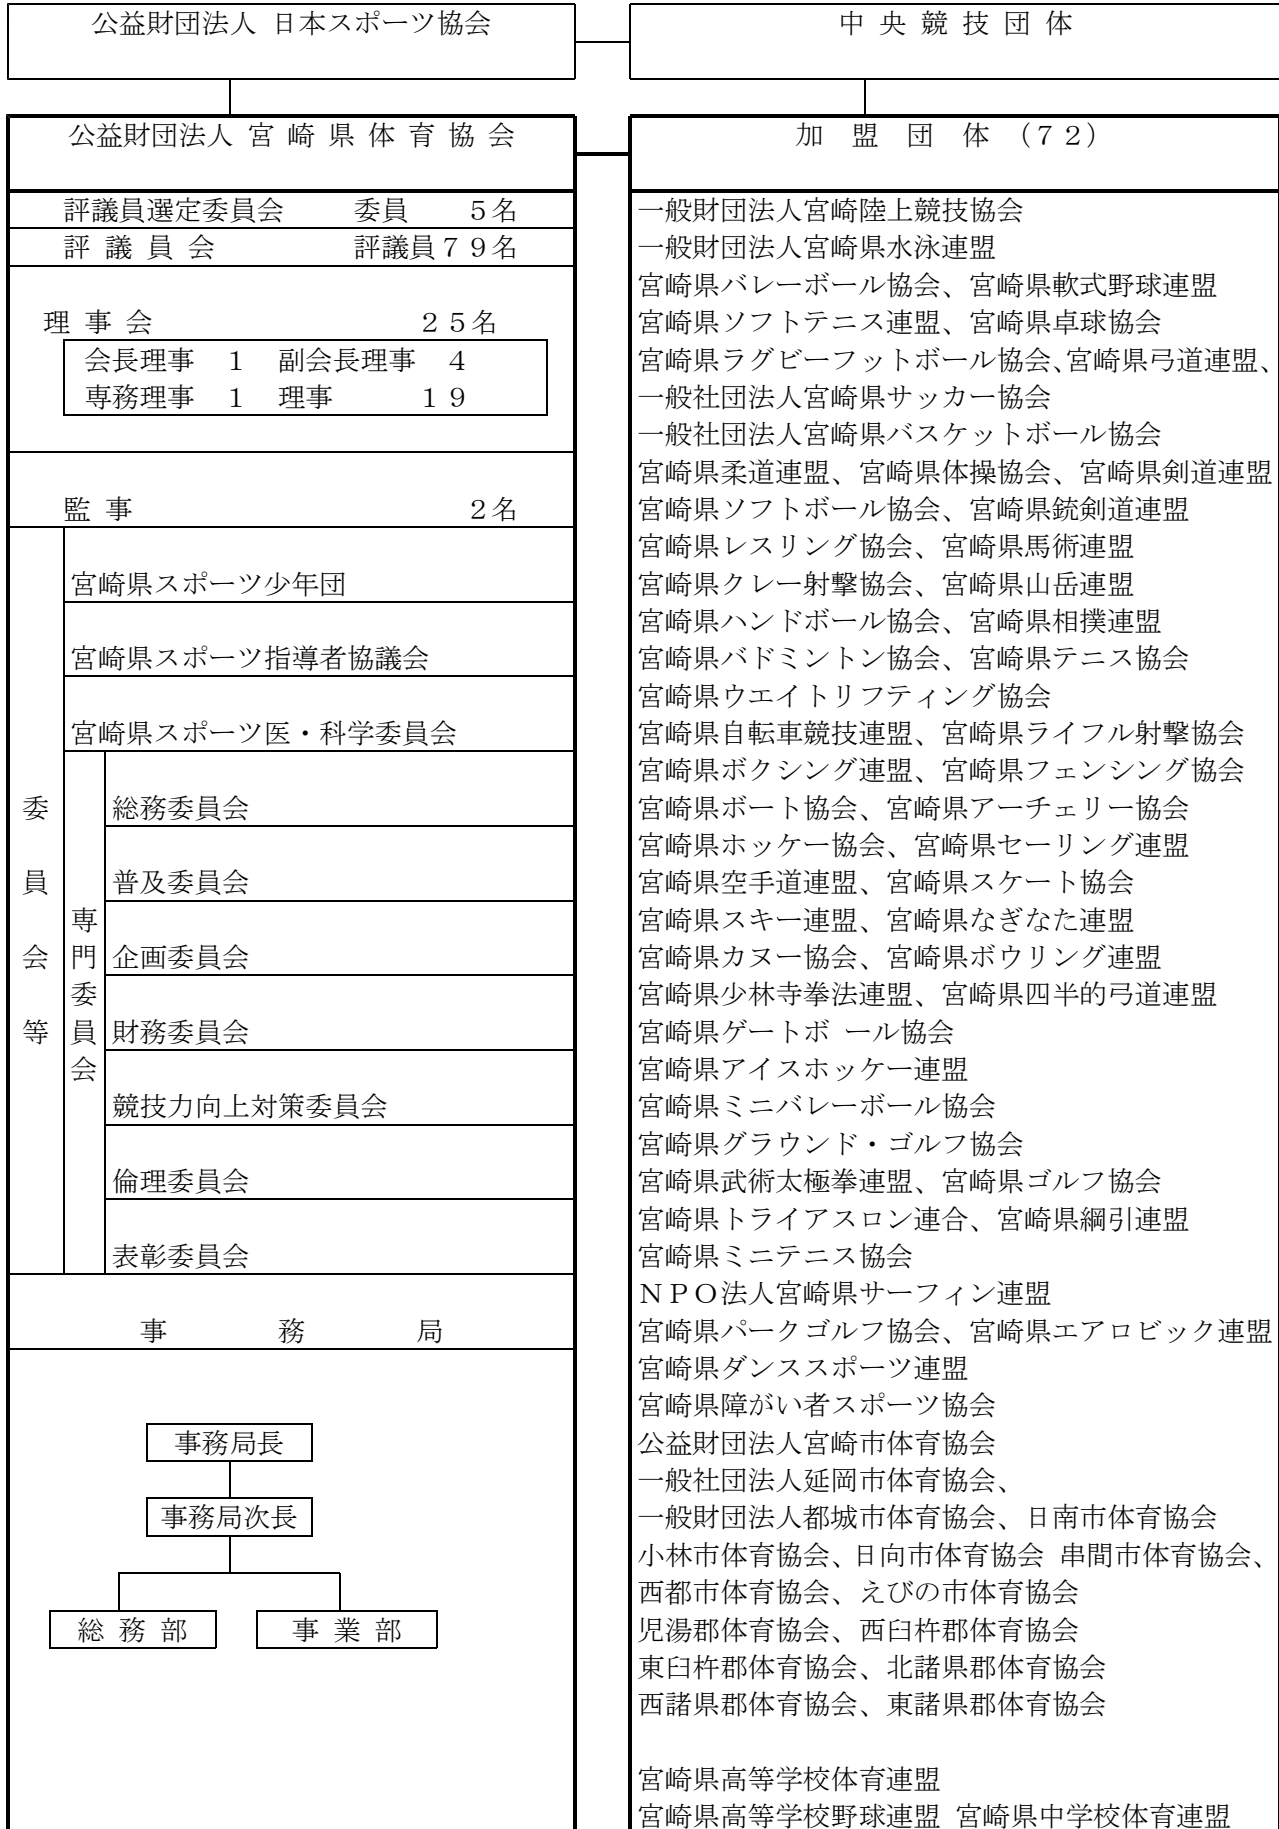 公益財団法人 日本スポーツ協会
中 央 競 技 団 体
公益財団法人 宮 崎 県 体 育 協 会
評議員選定委員会 委員 5名
評 議 員 会 評議員79名
理 事 会 25名
会長理事 1 副会長理事 4
専務理事 1 理事 19
監 事 2名
委員会等
宮崎県スポーツ少年団
宮崎県スポーツ指導者協議会
宮崎県スポーツ医・科学委員会
専門委員会
総務委員会
普及委員会
企画委員会
財務委員会
競技力向上対策委員会
倫理委員会
表彰委員会
事 務 局
事務局長
事務局次長
総 務 部
事 業 部
加 盟 団 体 (72)
一般財団法人宮崎陸上競技協会
一般財団法人宮崎県水泳連盟
宮崎県バレーボール協会、宮崎県軟式野球連盟
宮崎県ソフトテニス連盟、宮崎県卓球協会
宮崎県ラグビーフットボール協会、宮崎県弓道連盟、
一般社団法人宮崎県サッカー協会
一般社団法人宮崎県バスケットボール協会
宮崎県柔道連盟、宮崎県体操協会、宮崎県剣道連盟
宮崎県ソフトボール協会、宮崎県銃剣道連盟
宮崎県レスリング協会、宮崎県馬術連盟
宮崎県クレー射撃協会、宮崎県山岳連盟
宮崎県ハンドボール協会、宮崎県相撲連盟
宮崎県バドミントン協会、宮崎県テニス協会
宮崎県ウエイトリフティング協会
宮崎県自転車競技連盟、宮崎県ライフル射撃協会
宮崎県ボクシング連盟、宮崎県フェンシング協会
宮崎県ボート協会、宮崎県アーチェリー協会
宮崎県ホッケー協会、宮崎県セーリング連盟
宮崎県空手道連盟、宮崎県スケート協会
宮崎県スキー連盟、宮崎県なぎなた連盟
宮崎県カヌー協会、宮崎県ボウリング連盟
宮崎県少林寺拳法連盟、宮崎県四半的弓道連盟
宮崎県ゲートボ ール協会
宮崎県アイスホッケー連盟
宮崎県ミニバレーボール協会
宮崎県グラウンド・ゴルフ協会
宮崎県武術太極拳連盟、宮崎県ゴルフ協会
宮崎県トライアスロン連合、宮崎県綱引連盟
宮崎県ミニテニス協会
NPO法人宮崎県サーフィン連盟
宮崎県パークゴルフ協会、宮崎県エアロビック連盟
宮崎県ダンススポーツ連盟
宮崎県障がい者スポーツ協会
公益財団法人宮崎市体育協会
一般社団法人延岡市体育協会、
一般財団法人都城市体育協会、日南市体育協会
小林市体育協会、日向市体育協会 串間市体育協会、
西都市体育協会、えびの市体育協会
児湯郡体育協会、西臼杵郡体育協会
東臼杵郡体育協会、北諸県郡体育協会
西諸県郡体育協会、東諸県郡体育協会
宮崎県高等学校体育連盟
宮崎県高等学校野球連盟 宮崎県中学校体育連盟